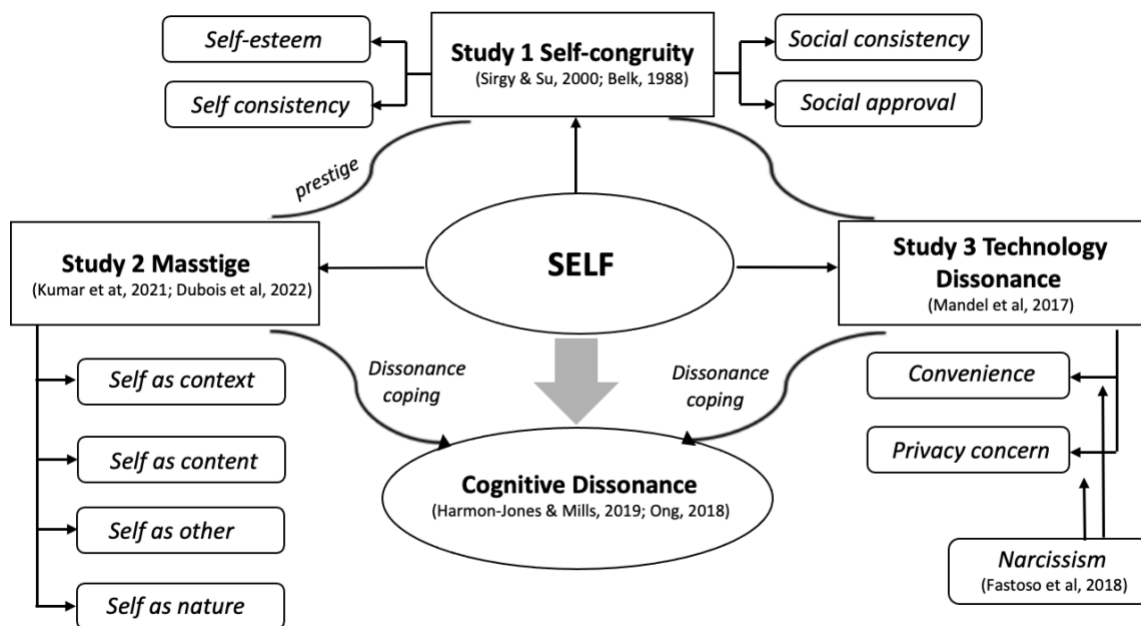 Self-esteem
Self consistency
Study 1 Self-congruity
(Sirgy & Su, 2000; Belk, 1988)
Social consistency
Social approval
prestige
Study 2 Masstige
(Kumar et at, 2021; Dubois et al, 2022)
SELF
Study 3 Technology
Dissonance
(Mandel et al, 2017)
Self as context
Self as content
Self as other
Self as nature
Dissonance
coping
Dissonance
coping
Cognitive Dissonance
(Harmon-Jones & Mills, 2019; Ong, 2018)
Convenience
Privacy concern
Narcissism
(Fastoso et al, 2018)